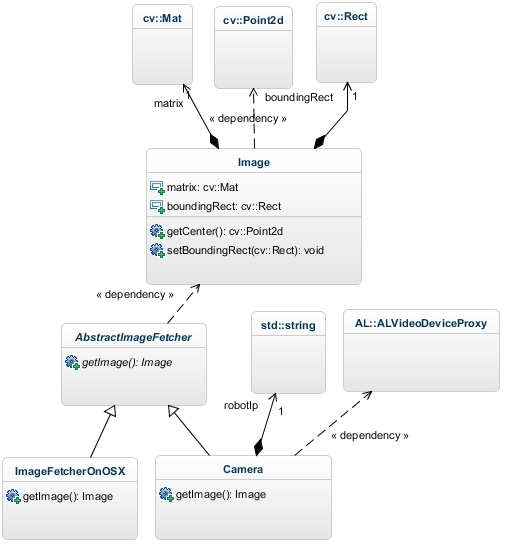 cv::Mat
cv::Point2d
cv::Rect
1
matrix
« dependency »
boundingRect
1
Image
matrix: cv::Mat
boundingRect: cv::Rect
getCenter(): cv::Point2d
setBoundingRect(cv::Rect): void
« dependency »
AbstractImageFetcher
getImage(): Image
std::string
AL::ALVideoDeviceProxy
robotIp
1
« dependency »
ImageFetcherOnOSX
getImage(): Image
Camera
getImage(): Image